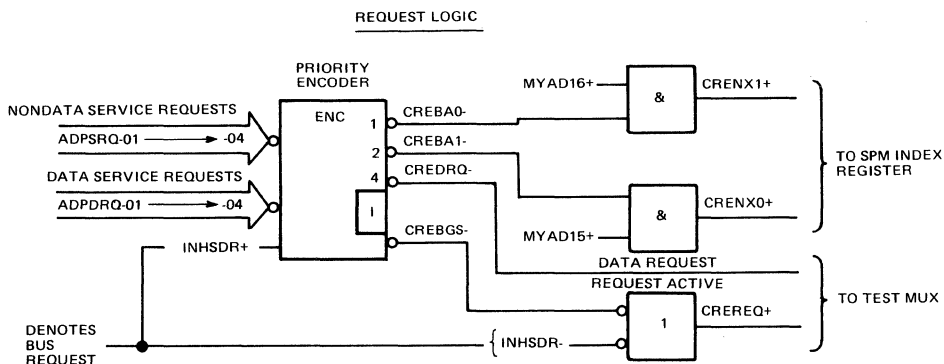 REQUEST LOGIC
PRIORITY
ENCODER
NONDATA SERVICE REQUESTS
ADPSRQ-01 -04
DATA SERVICE REQUESTS
ADPDRQ-01 -04
INHSDR+
DENOTES
BUS
REQUEST
ENC
1
2
4
I
CREBA0-
CREBA1-
CREDRQ-
CREBGS-
MYAD16+
&
CRENX1+
MYAD15+
&
CRENX0+
TO SPM INDEX
REGISTER
DATA REQUEST
REQUEST ACTIVE
{ INHSDR-
1
CREREQ+
TO TEST MUX